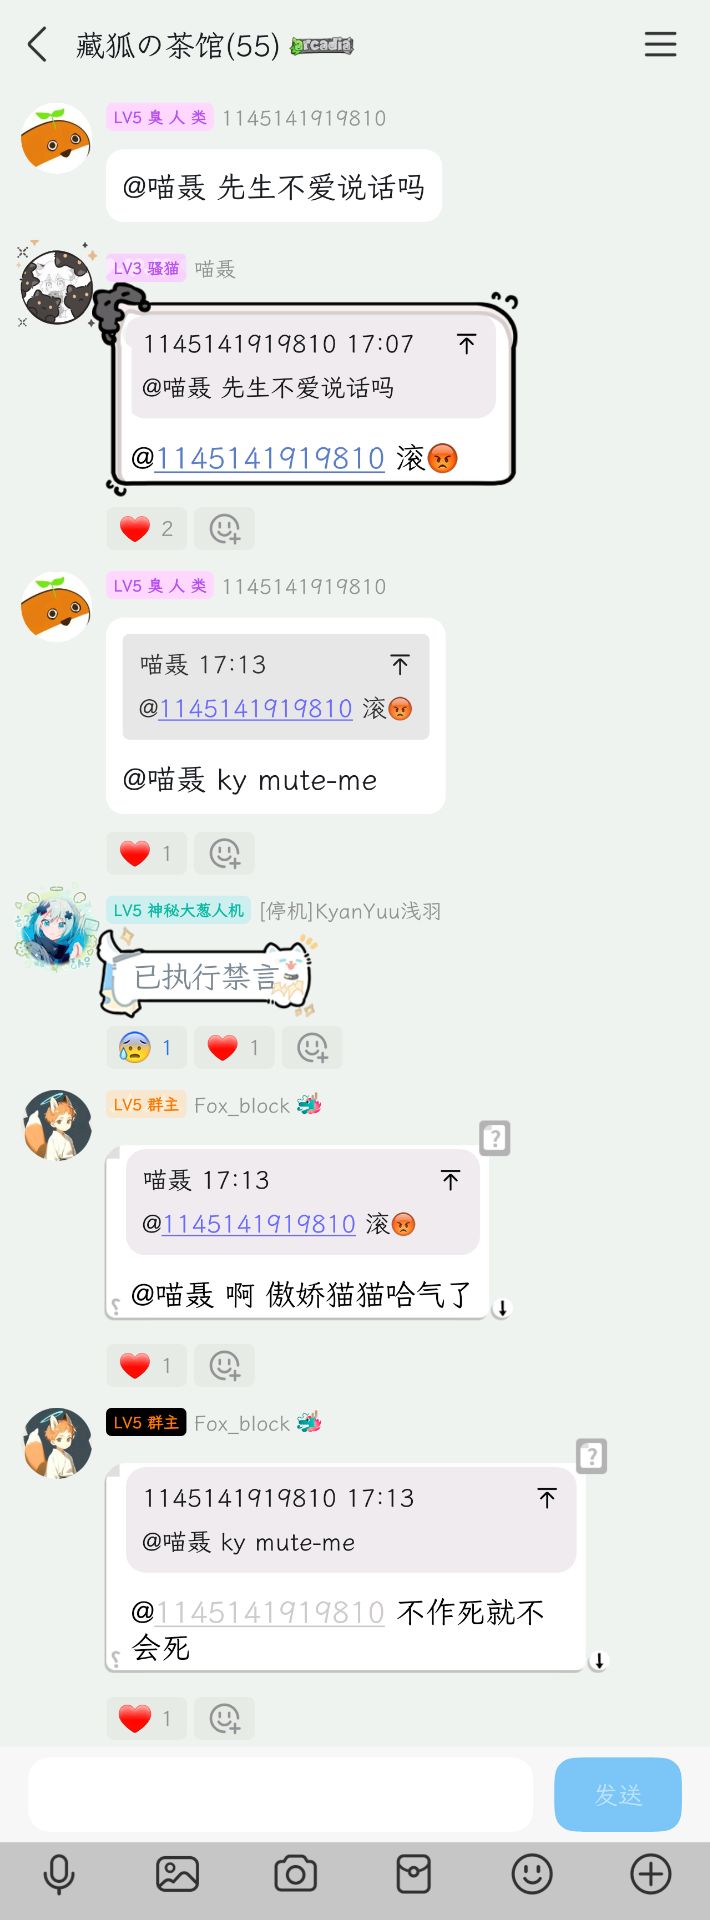 藏狐の茶馆(55) arcadia
LV5 臭人类 1145141919810
@喵聂 先生不爱说话吗
LV3 骚猫 喵聂
1145141919810 17:07
@喵聂 先生不爱说话吗
@1145141919810 滚😡
❤️ 2
LV5 臭人类 1145141919810
喵聂 17:13
@1145141919810 滚😡
@喵聂 ky mute-me
❤️ 1
LV5 神秘大葱人机 [停机]KyanYuu浅羽
已执行禁言
😰 1 ❤️ 1
LV5 群主 Fox_block
?
喵聂 17:13
@1145141919810 滚😡
@喵聂 啊 傲娇猫猫哈气了
❤️ 1
LV5 群主 Fox_block
?
1145141919810 17:13
@喵聂 ky mute-me
@1145141919810 不作死就不
会死
❤️ 1
发送